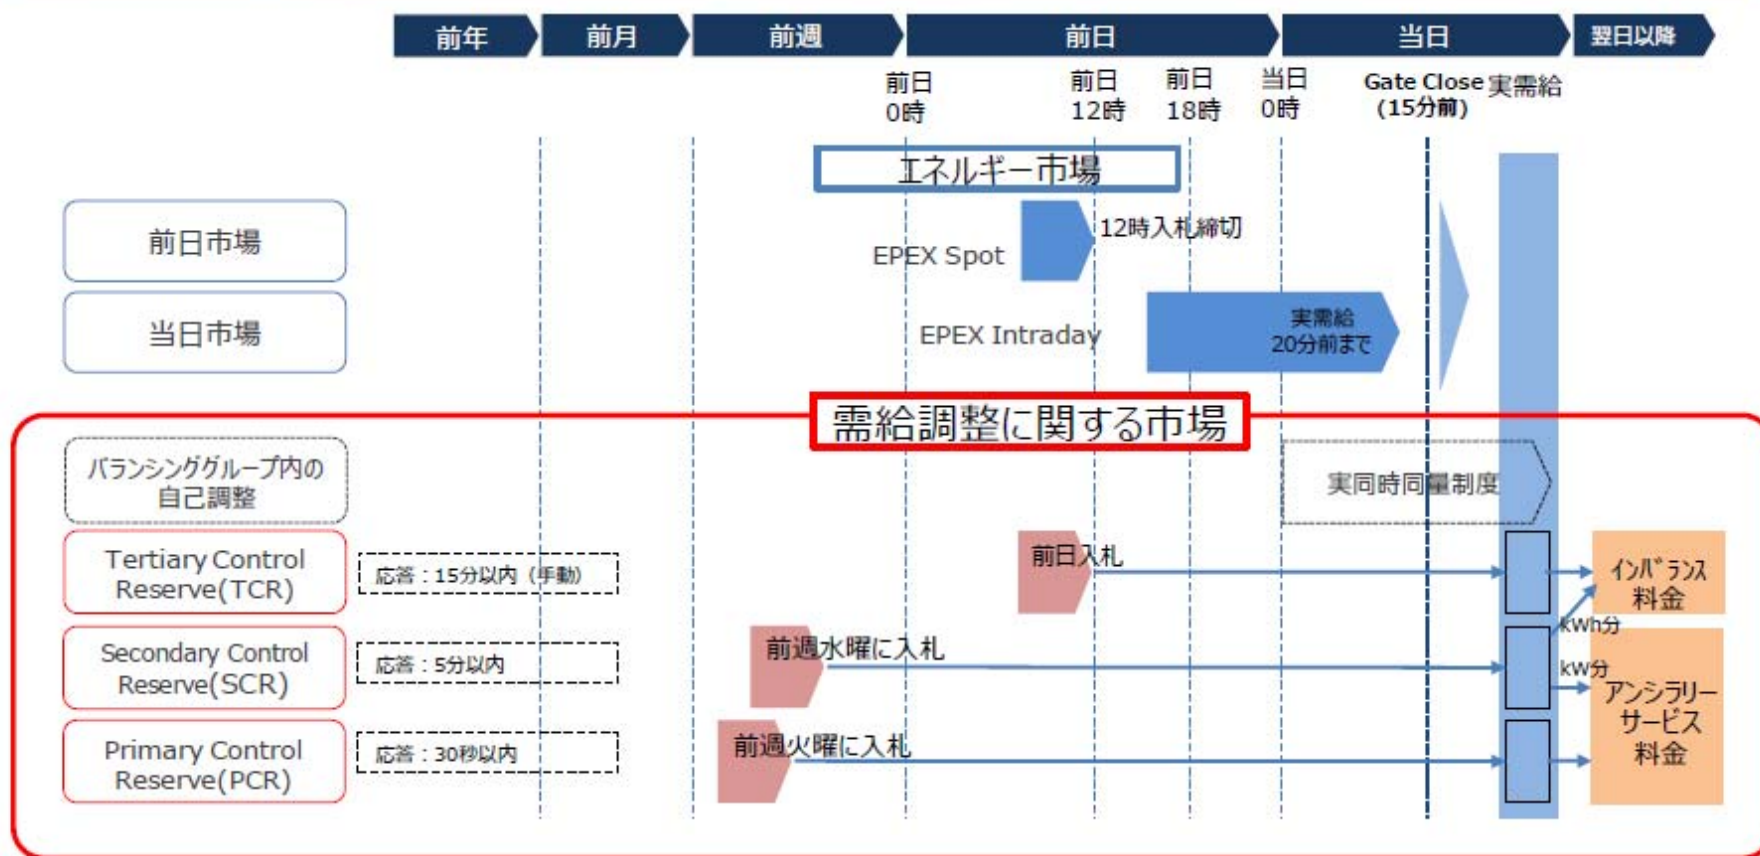 前年
前月
前週
前日
当日
翌日以降
前日
0時
前日
12時
前日
18時
当日
0時
Gate Close
(15分前)
実需給
エネルギー市場
前日市場
EPEX Spot
12時入札締切
当日市場
EPEX Intraday
実需給
20分前まで
需給調整に関する市場
バランシンググループ内の
自己調整
実同時同量制度
Tertiary Control
Reserve(TCR)
応答：15分以内（手動）
前日入札
インバランス
料金
Secondary Control
Reserve(SCR)
応答：5分以内
前週水曜に入札
kWh分
kW分
アンシラリー
サービス
料金
Primary Control
Reserve(PCR)
応答：30秒以内
前週火曜に入札